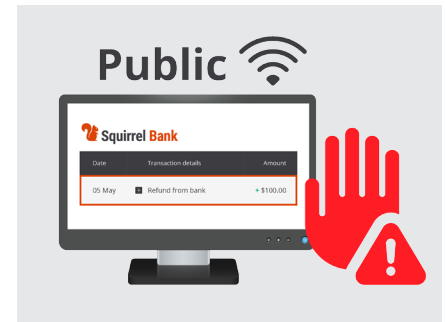 Public
Squirrel Bank
Date Transaction details Amount
05 May Refund from bank + $100.00